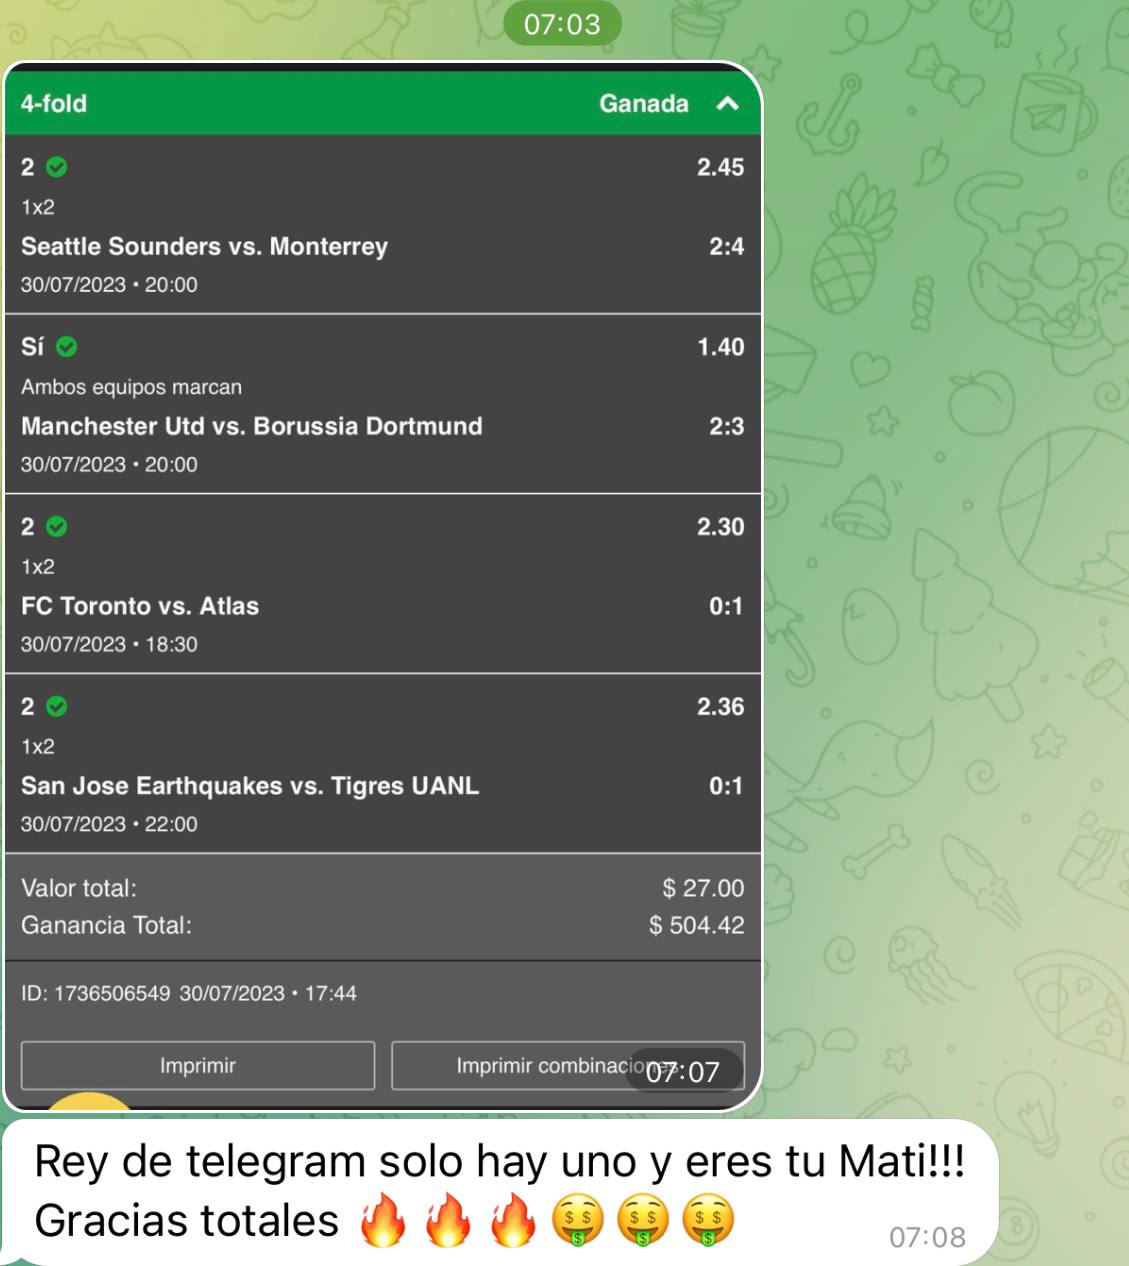 07:03
4-fold Ganada
2 2.45
1x2
Seattle Sounders vs. Monterrey 2:4
30/07/2023 • 20:00
Sí 1.40
Ambos equipos marcan
Manchester Utd vs. Borussia Dortmund 2:3
30/07/2023 • 20:00
2 2.30
1x2
FC Toronto vs. Atlas 0:1
30/07/2023 • 18:30
2 2.36
1x2
San Jose Earthquakes vs. Tigres UANL 0:1
30/07/2023 • 22:00
Valor total: $ 27.00
Ganancia Total: $ 504.42
ID: 1736506549 30/07/2023 • 17:44
Imprimir Imprimir combinaciones
07:07
Rey de telegram solo hay uno y eres tu Mati!!!
Gracias totales 🔥🔥🔥🤑🤑🤑
07:08